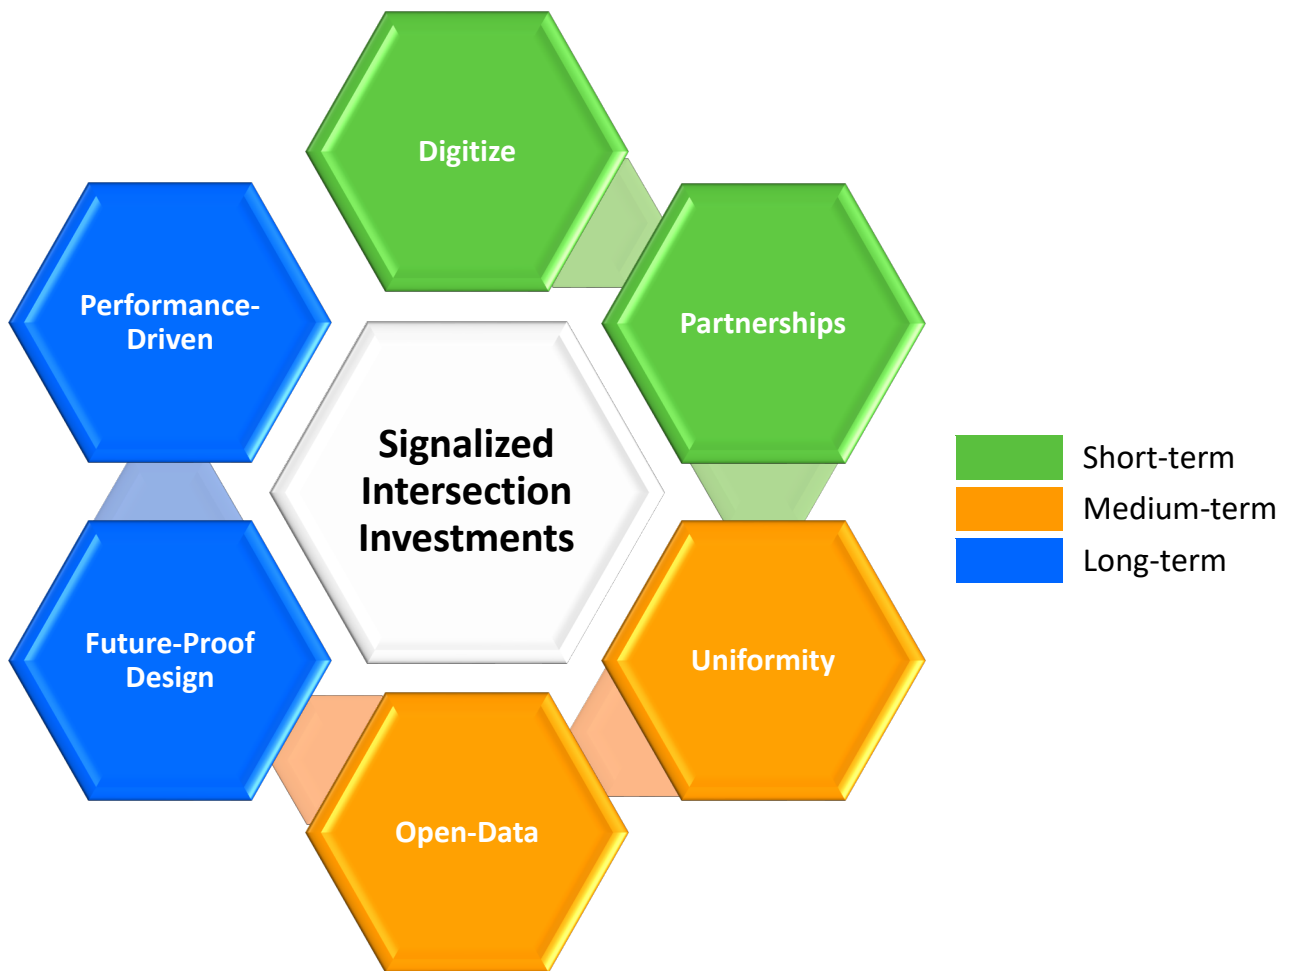 Digitize
Partnerships
Performance-
Driven
Signalized
Intersection
Investments
Short-term
Medium-term
Long-term
Uniformity
Future-Proof
Design
Open-Data